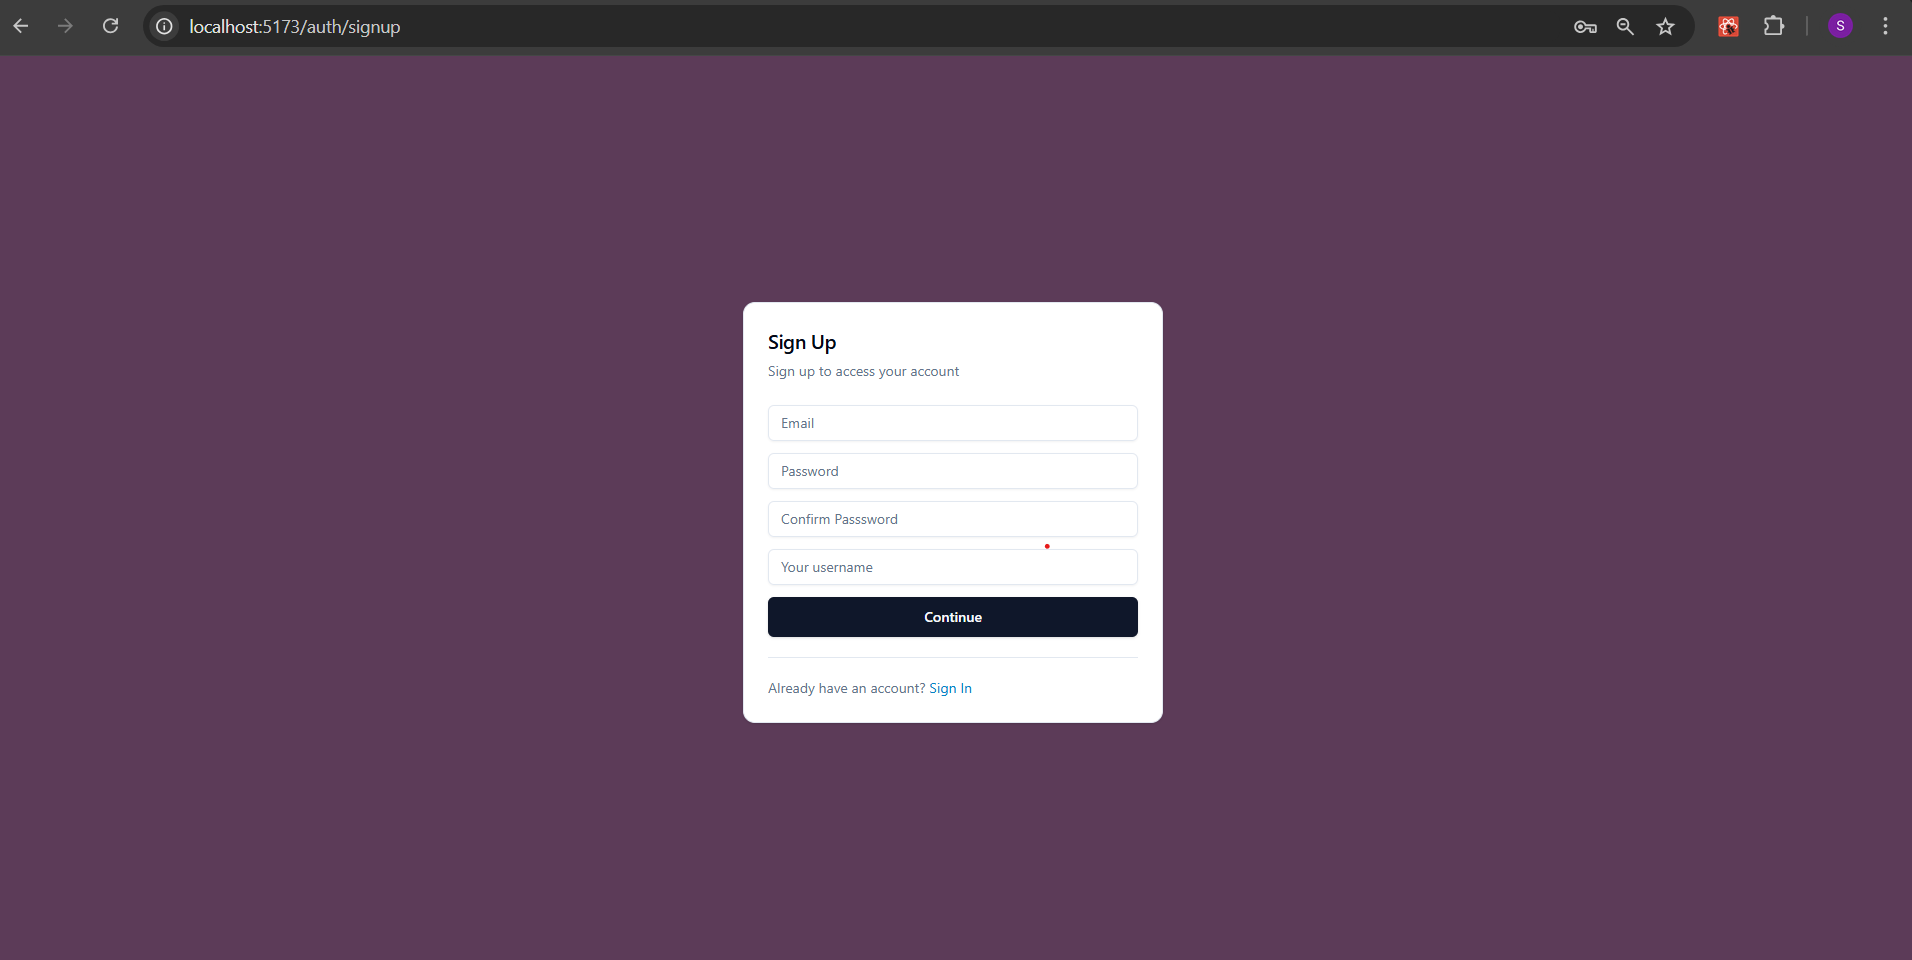 localhost:5173/auth/signup
S
Sign Up
Sign up to access your account
Email
Password
Confirm Passsword
Your username
Continue
Already have an account? Sign In